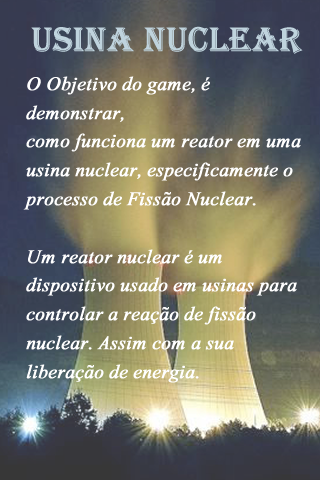 USINA NUCLEAR
O Objetivo do game, é
demonstrar,
como funciona um reator em uma
usina nuclear, especificamente o
processo de Fissão Nuclear.
Um reator nuclear é um
dispositivo usado em usinas para
controlar a reação de fissão
nuclear. Assim com a sua
liberação de energia.